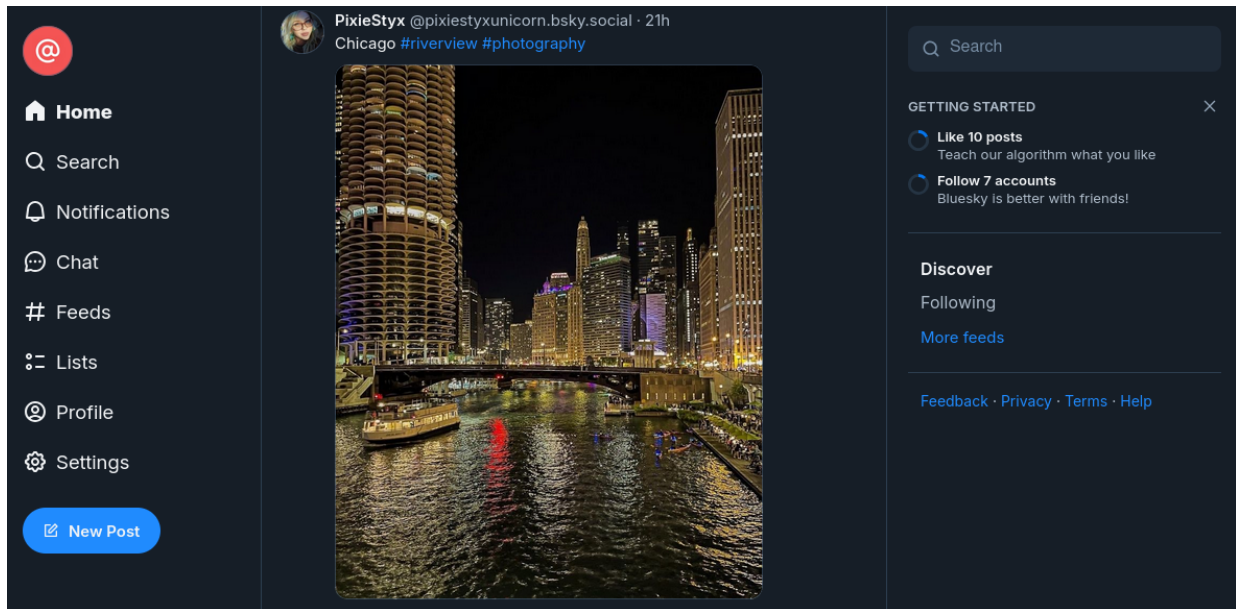 @
Home
Search
Notifications
Chat
Feeds
Lists
Profile
Settings
New Post
PixieStyx @pixiestyxunicorn.bsky.social · 21h
Chicago #riverview #photography
Search
GETTING STARTED
Like 10 posts
Teach our algorithm what you like
Follow 7 accounts
Bluesky is better with friends!
Discover
Following
More feeds
Feedback · Privacy · Terms · Help